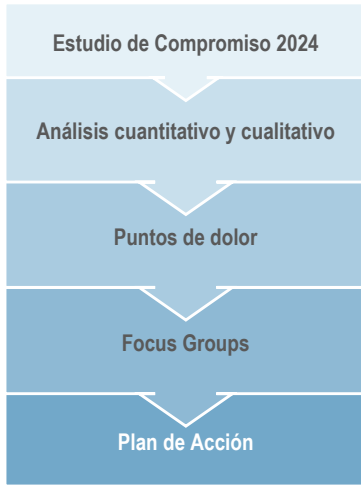 Estudio de Compromiso 2024
Análisis cuantitativo y cualitativo
Puntos de dolor
Focus Groups
Plan de Acción